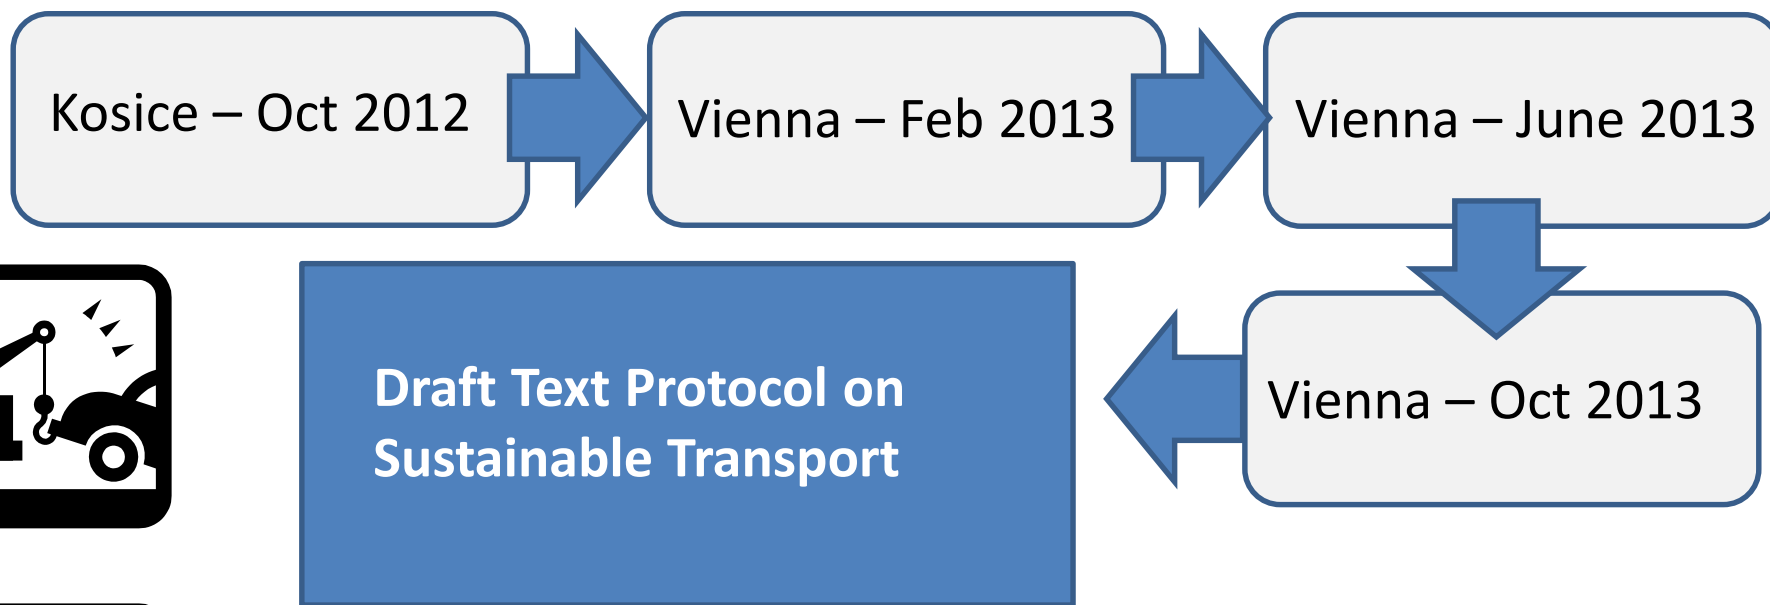 Kosice – Oct 2012
Vienna – Feb 2013
Vienna – June 2013
Vienna – Oct 2013
Draft Text Protocol on
Sustainable Transport